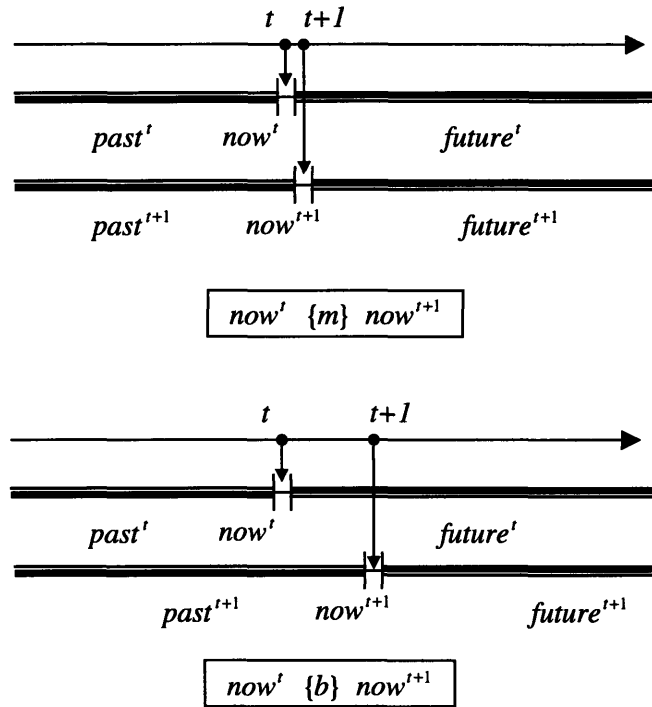 t t+1
past^t now^t future^t
past^{t+1} now^{t+1} future^{t+1}
now^t {m} now^{t+1}
t t+1
past^t now^t future^t
past^{t+1} now^{t+1} future^{t+1}
now^t {b} now^{t+1}